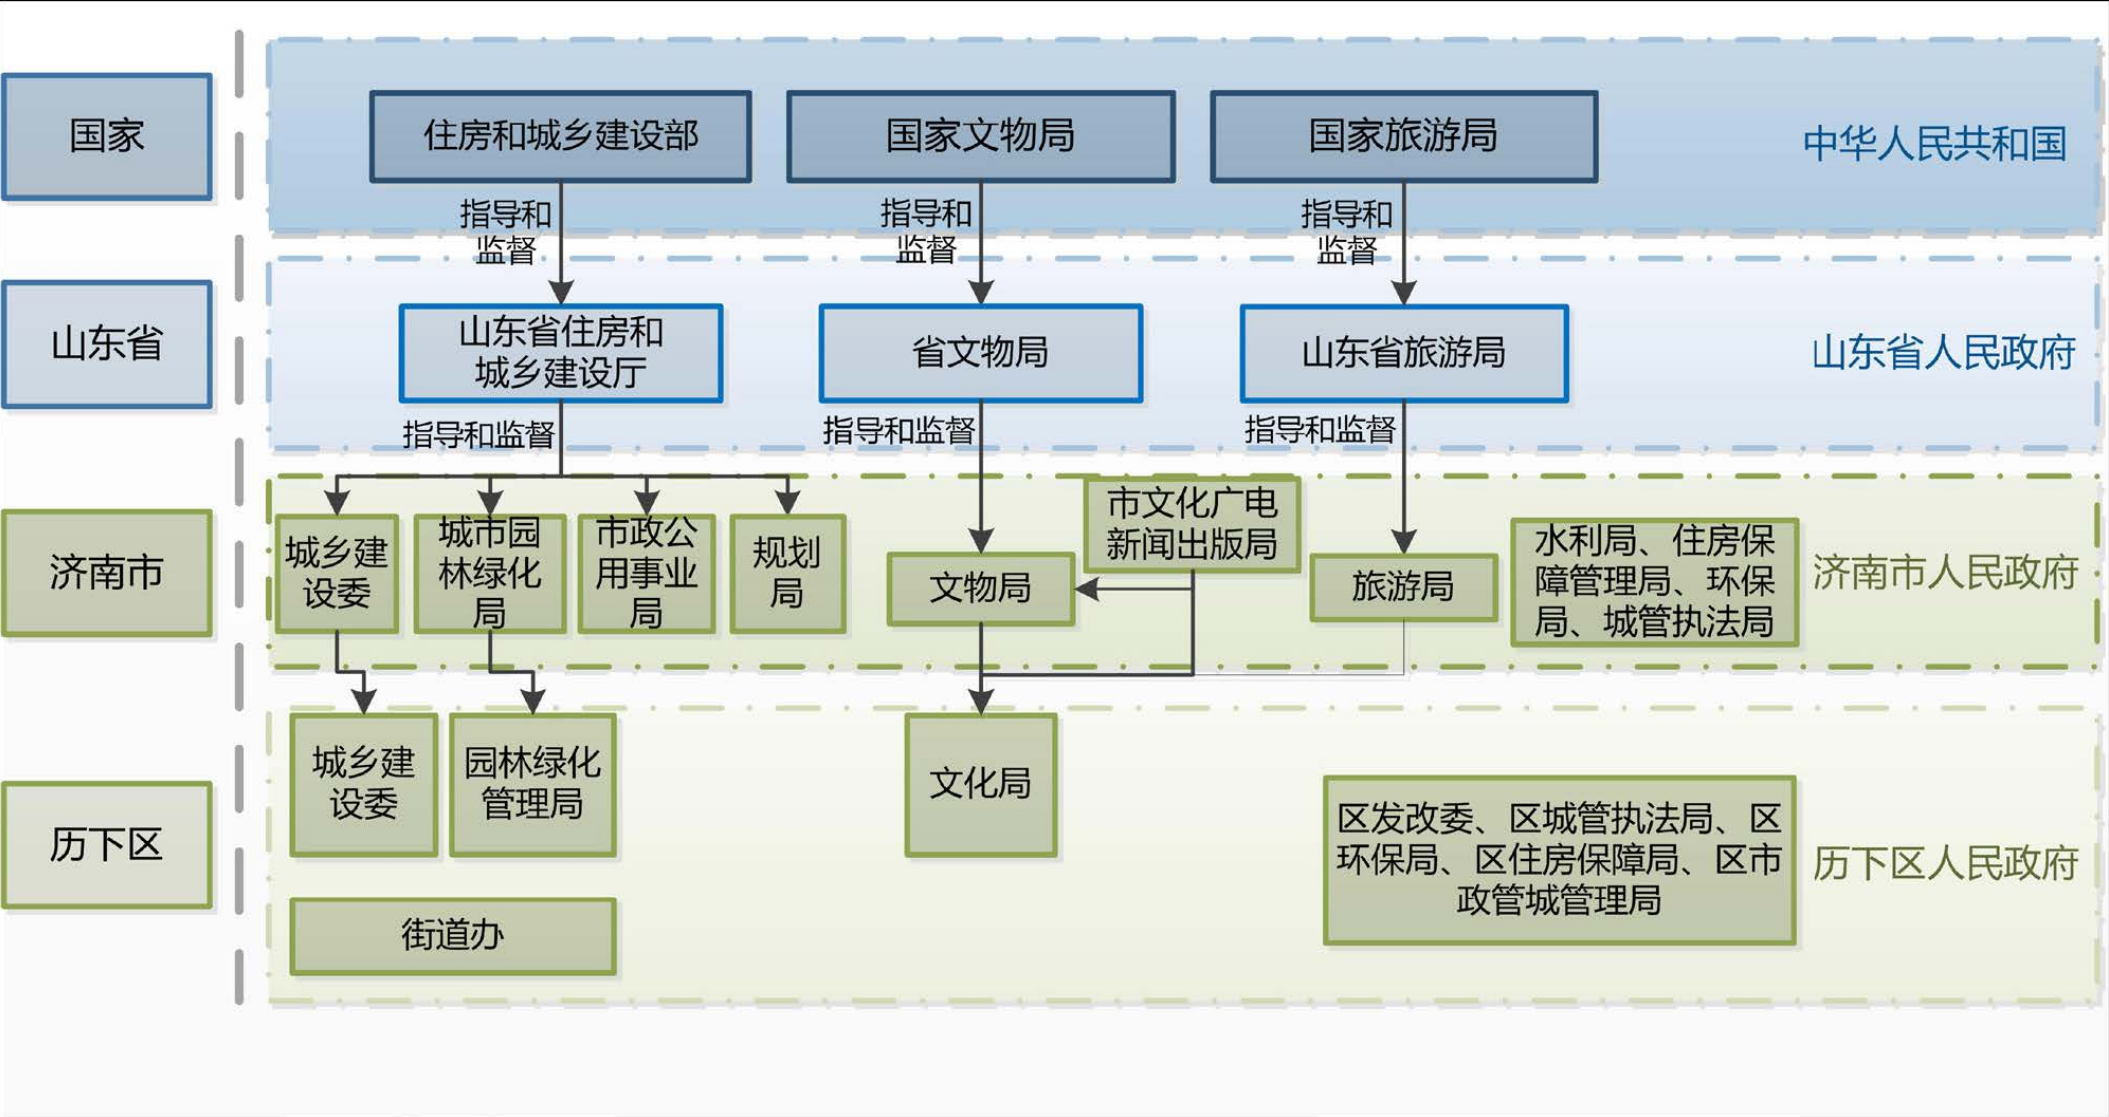 国家
住房和城乡建设部
国家文物局
国家旅游局
中华人民共和国
指导和
监督
指导和
监督
指导和
监督
山东省
山东省住房和
城乡建设厅
省文物局
山东省旅游局
山东省人民政府
指导和监督
指导和监督
指导和监督
济南市
城乡建
设委
城市园
林绿化
局
市政公
用事业
局
规划
局
文物局
市文化广电
新闻出版局
旅游局
水利局、住房保
障管理局、环保
局、城管执法局
济南市人民政府
历下区
城乡建
设委
园林绿化
管理局
文化局
区发改委、区城管执法局、区
环保局、区住房保障局、区市
政管城管理局
历下区人民政府
街道办